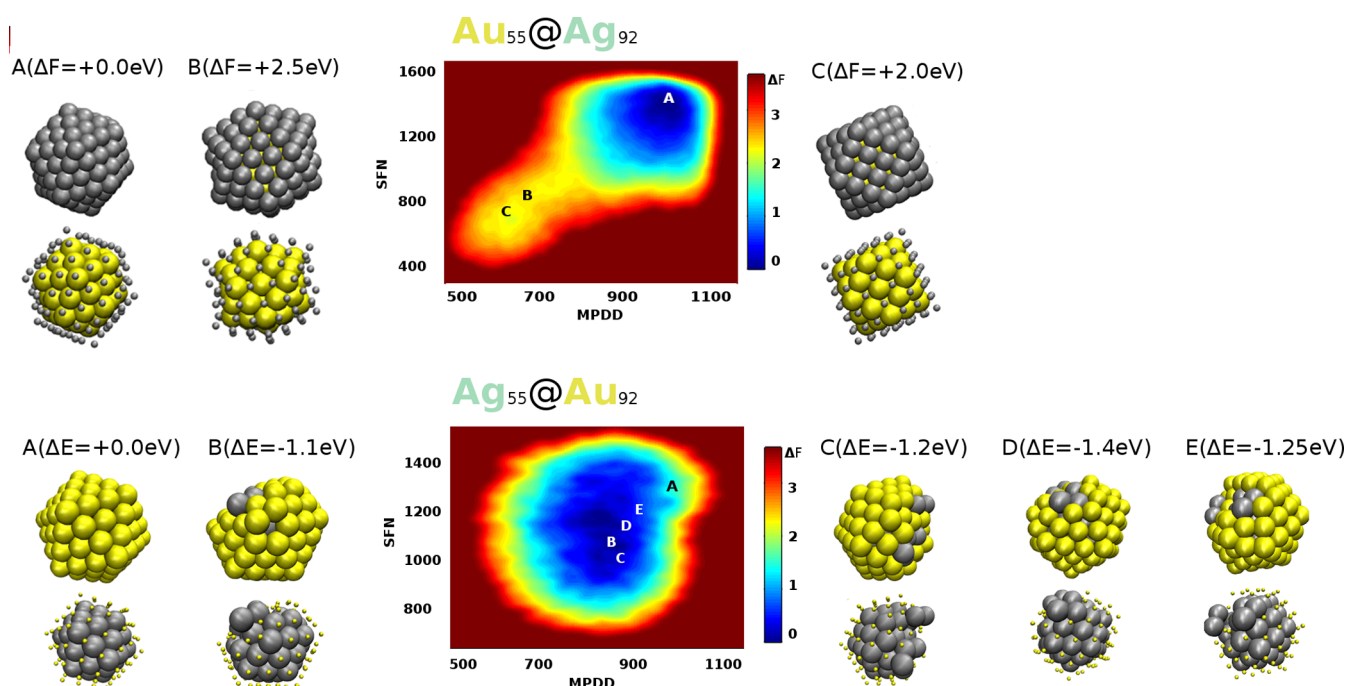 Au55@Ag92
A(ΔF=+0.0eV)
B(ΔF=+2.5eV)
C(ΔF=+2.0eV)
SFN
1600
1200
800
400
A
B
C
500
700
900
1100
MPDD
ΔF
3
2
1
0
Ag55@Au92
A(ΔE=+0.0eV)
B(ΔE=-1.1eV)
C(ΔE=-1.2eV)
D(ΔE=-1.4eV)
E(ΔE=-1.25eV)
SFN
1400
1200
1000
800
A
E
D
B
C
500
700
900
1100
MPDD
ΔF
3
2
1
0